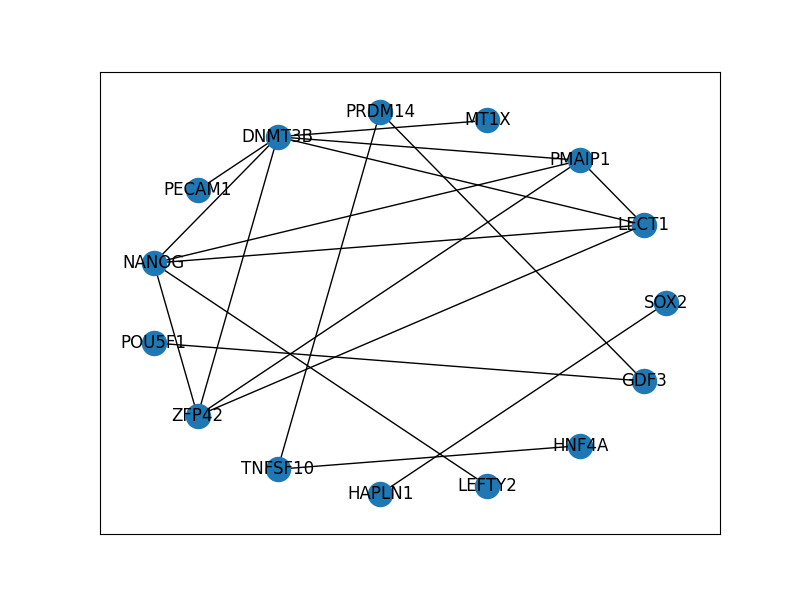 PRDM14
MT1X
DNMT3B
PMAIP1
PECAM1
LECT1
NANOG
SOX2
POU5F1
GDF3
ZFP42
HNF4A
TNFSF10
LEFTY2
HAPLN1